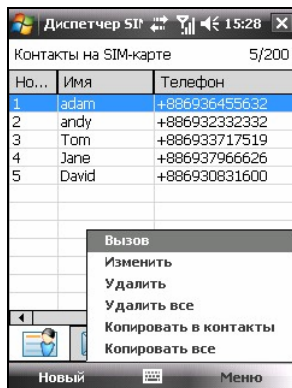 Диспетчер SIM 15:28
Контакты на SIM-карте 5/200
Но... Имя Телефон
1 adam +886936455632
2 andy +886932332332
3 Tom +886933717519
4 Jane +886937966626
5 David +886930831600
Вызов
Изменить
Удалить
Удалить все
Копировать в контакты
Копировать все
Новый Меню